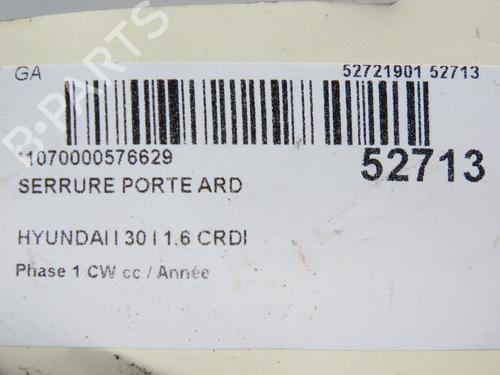 GA
52721901 52713
*1070000576629
52713
SERRURE PORTE ARD
HYUNDAI I 30 I 1.6 CRDI
Phase 1 CW cc / Année
B-PARTS